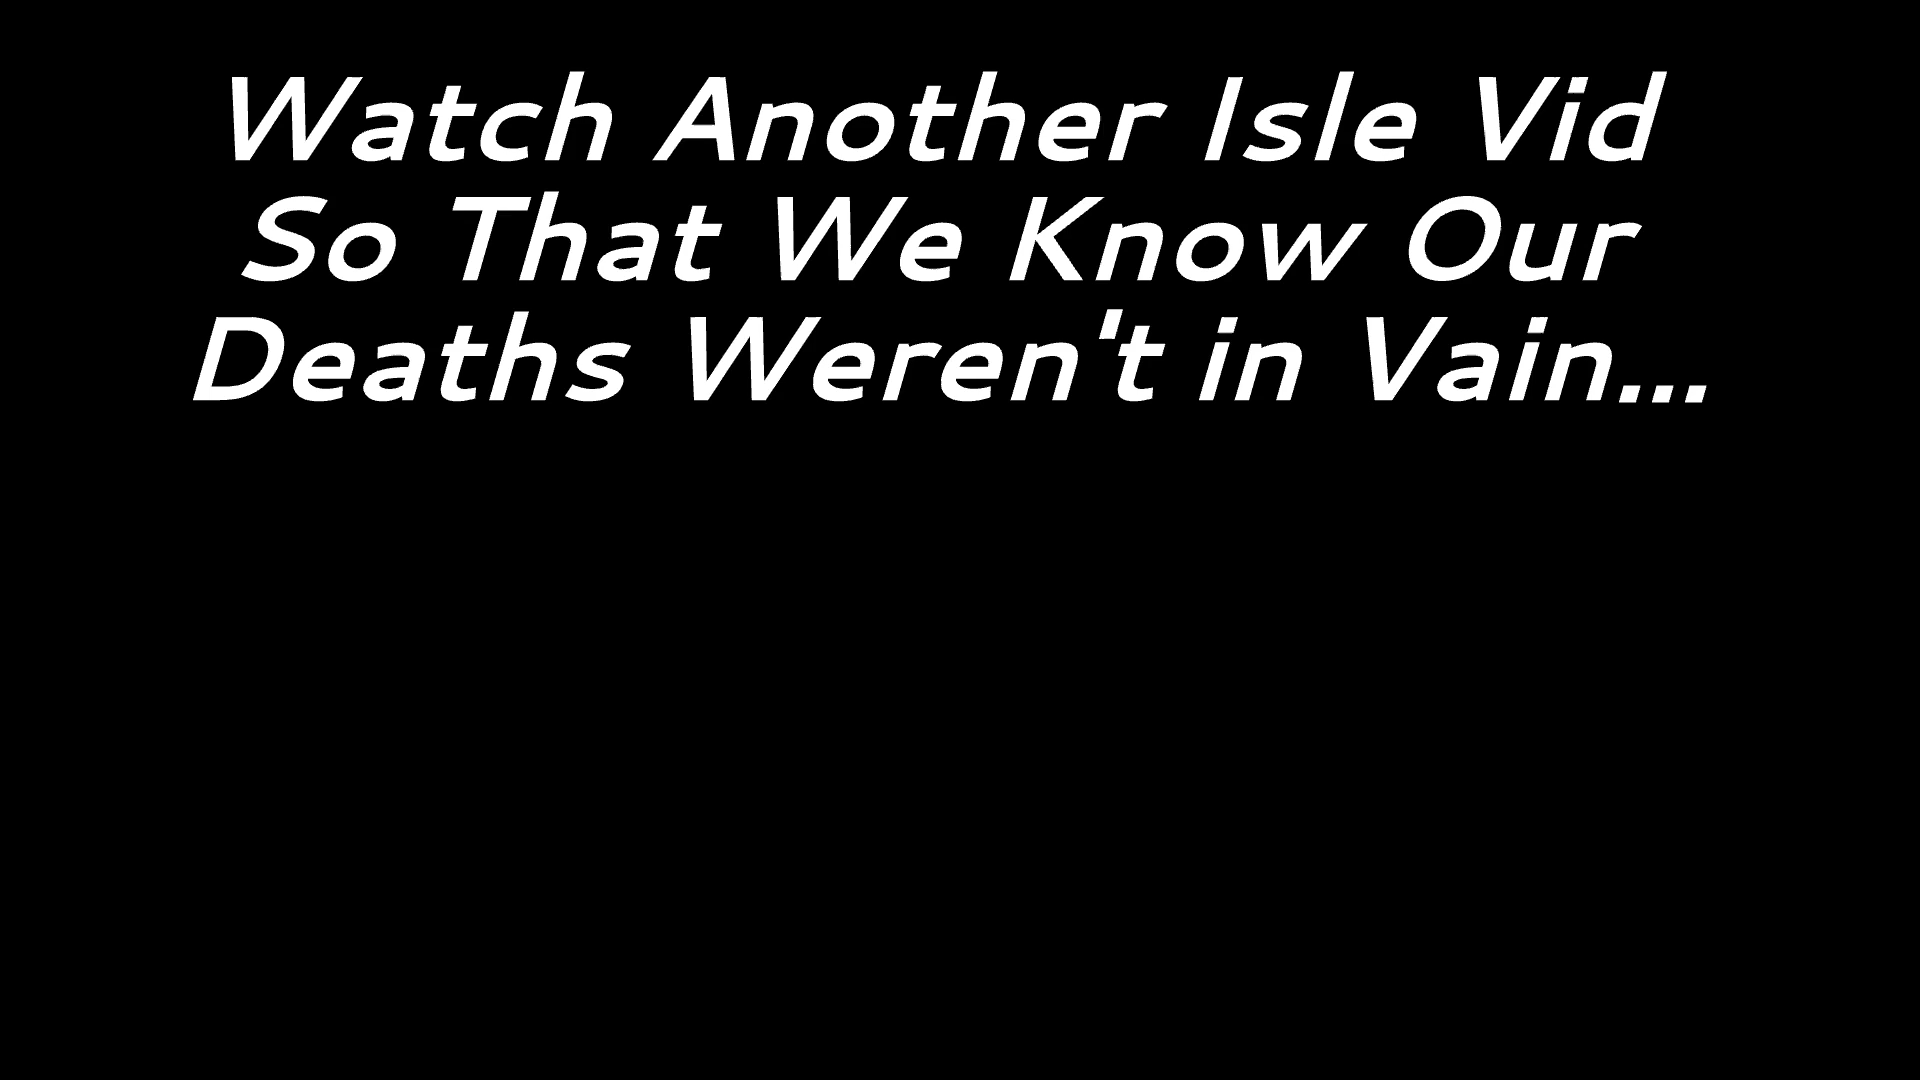 Watch Another Isle Vid
So That We Know Our
Deaths Weren't in Vain...